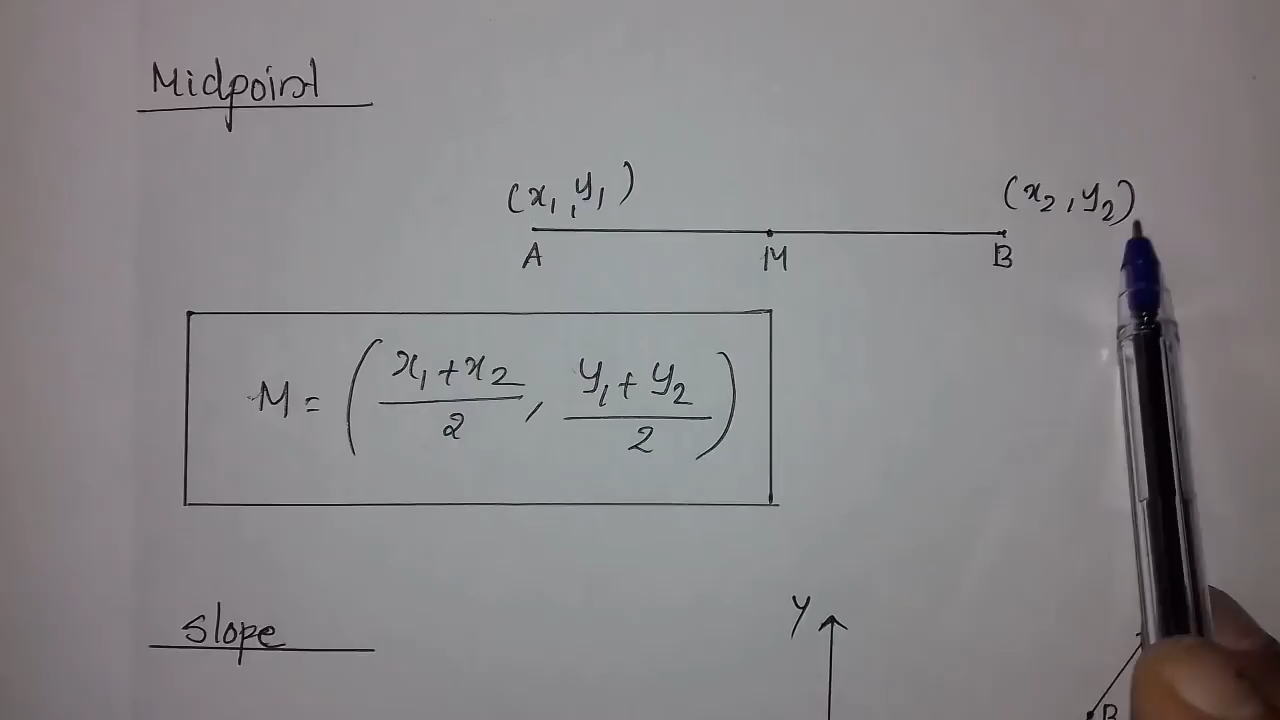 Midpoint
(x₁, y₁) (x₂, y₂)
A M B
M = ( x₁ + x₂ / 2 , y₁ + y₂ / 2 )
Slope
y
B